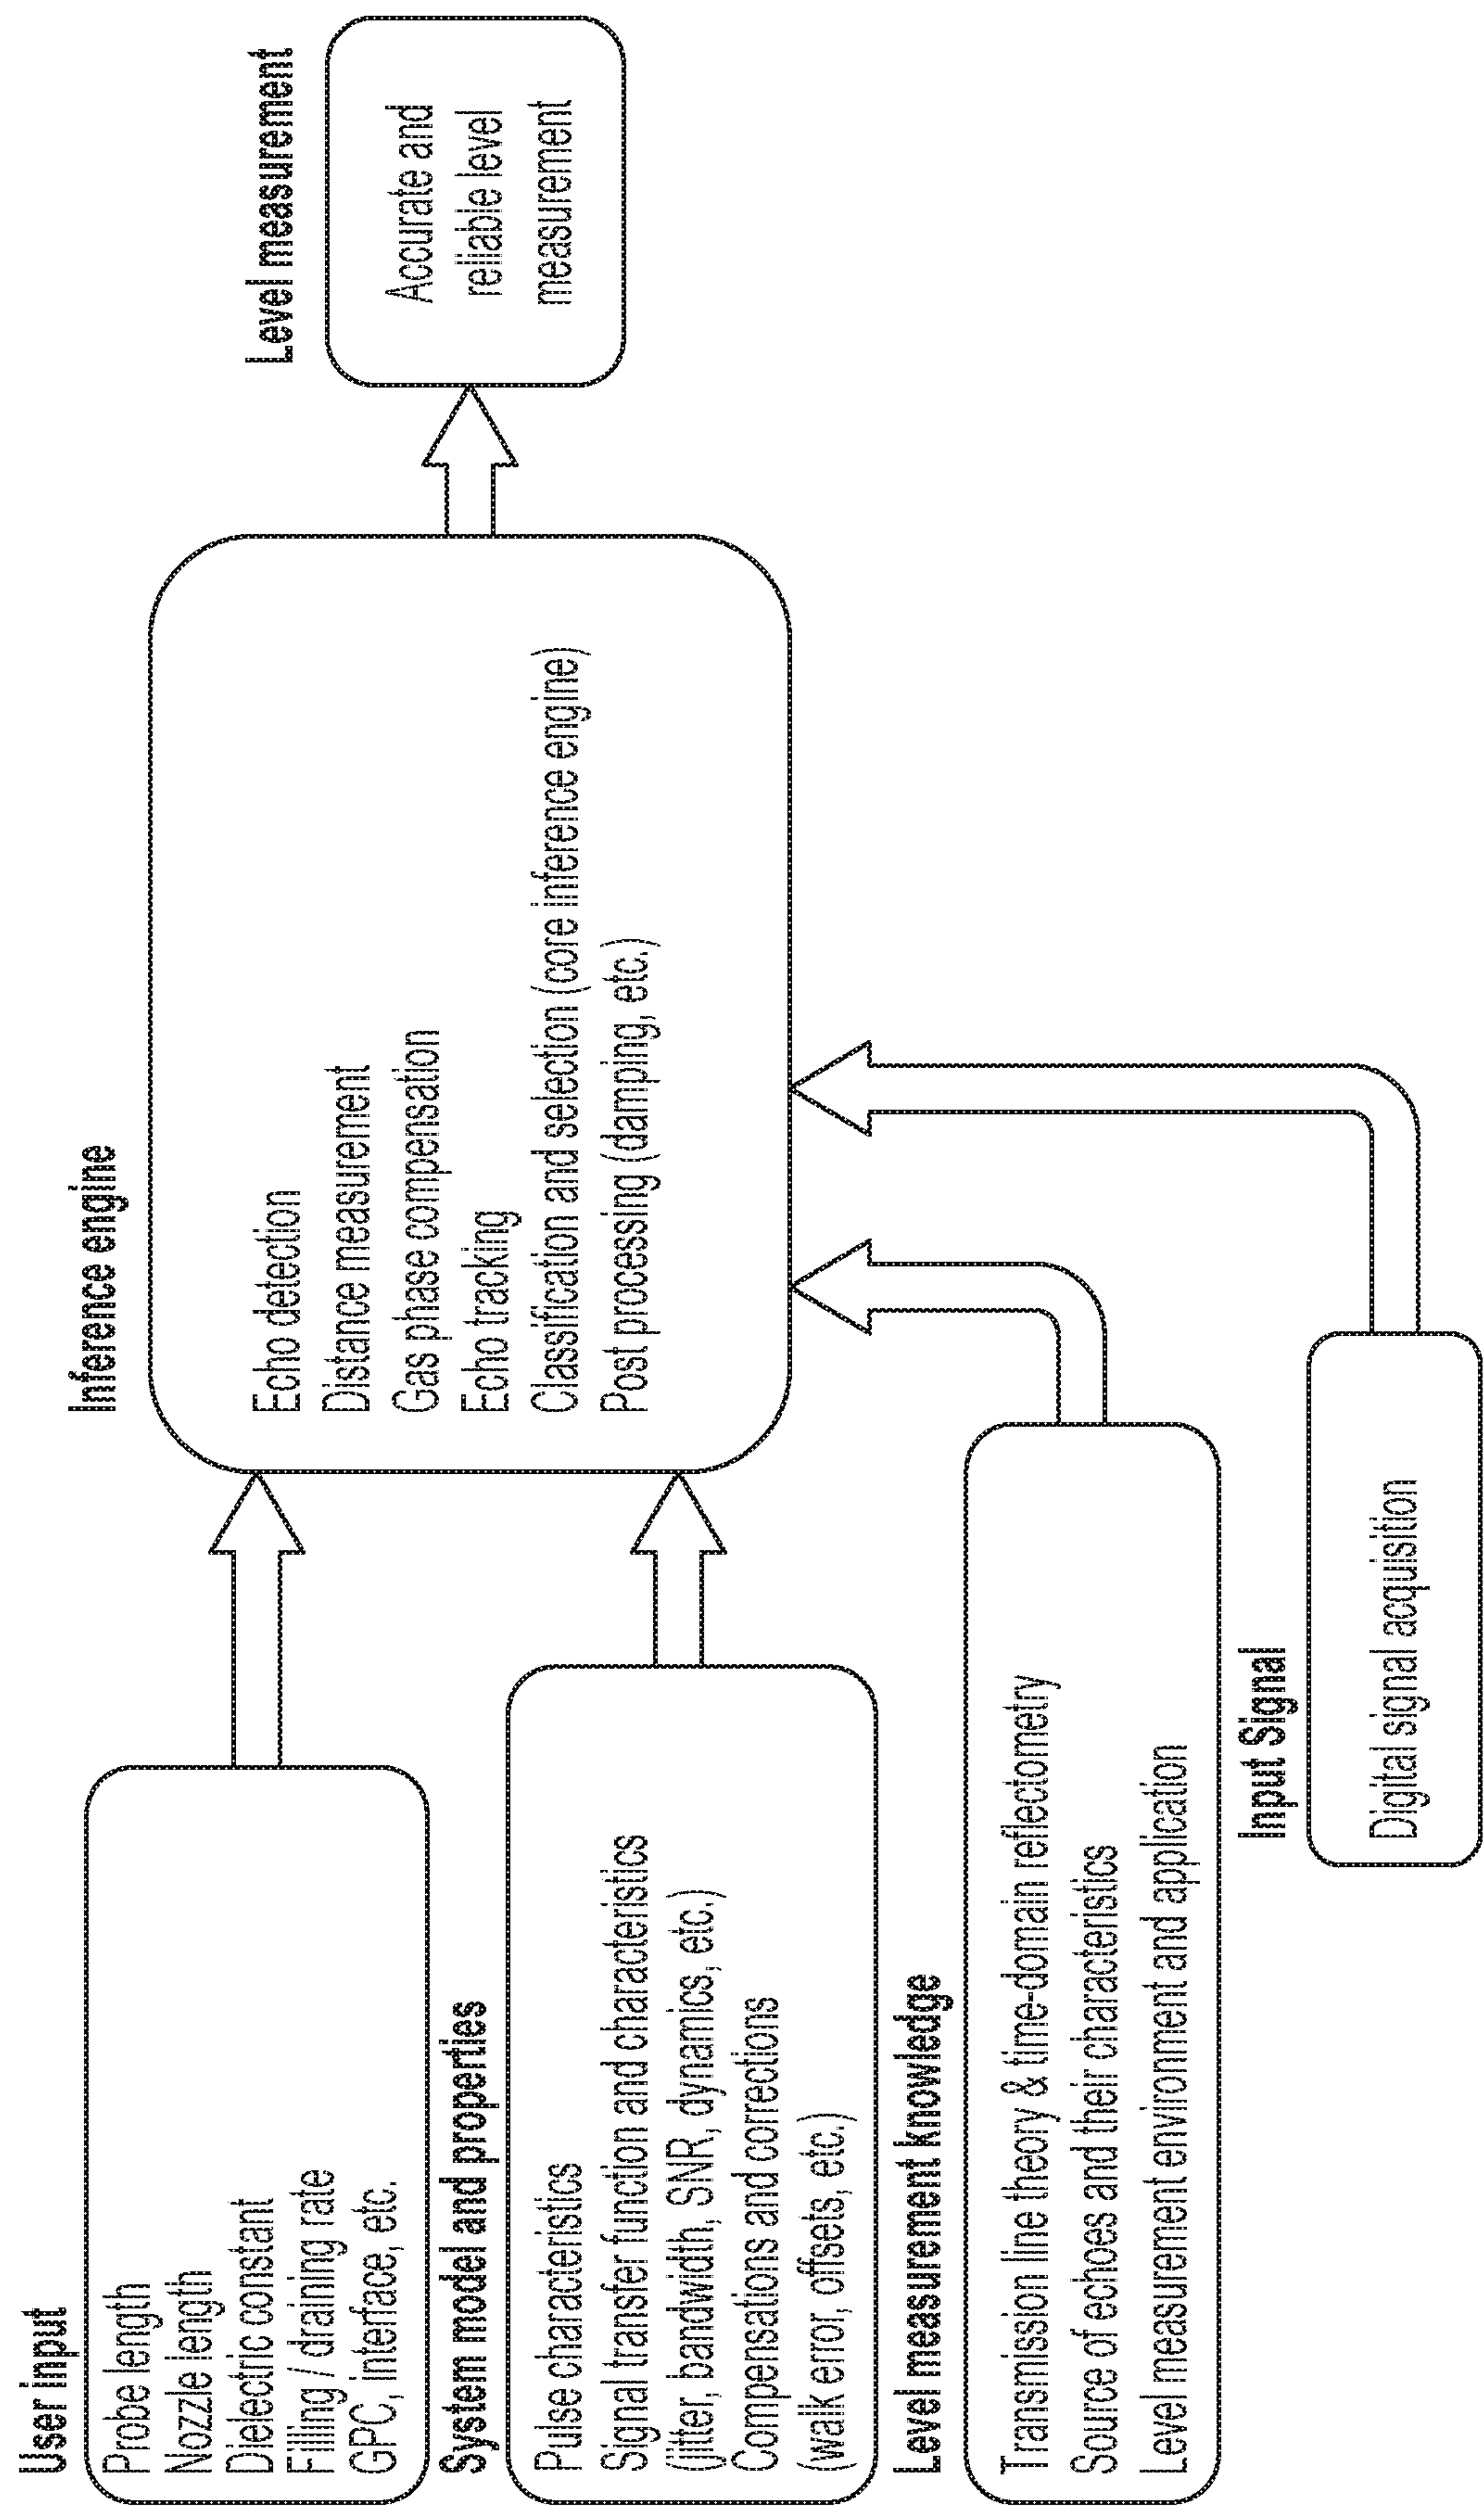 User input
Probe length
Nozzle length
Dielectric constant
Filling / draining rate
GPC, interface, etc.
System model and properties
Pulse characteristics
Signal transfer function and characteristics
(jitter, bandwidth, SNR, dynamics, etc.)
Compensations and corrections
(walk error, offsets, etc.)
Level measurement knowledge
Transmission line theory & time-domain reflectometry
Source of echoes and their characteristics
Level measurement environment and application
Input Signal
Digital signal acquisition
Inference engine
Echo detection
Distance measurement
Gas phase compensation
Echo tracking
Classification and selection (core inference engine)
Post processing (damping, etc.)
Level measurement
Accurate and
reliable level
measurement